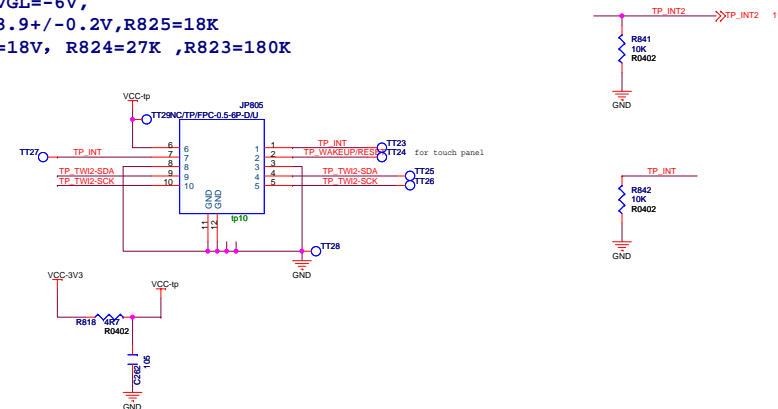 VGL=-6V,
3.9+/-0.2V,R825=18K
=18V, R824=27K ,R823=180K
TP_INT2
TP_INT2
R841
10K
R0402
GND
VCC-tp
JP805
TT29
NC/TP/FPC-0.5-6P-D/U
TT27
TP_INT
TP_TWI2-SDA
TP_TWI2-SCK
6
7
8
9
10
6
7
8
9
10
1
2
3
4
5
1
2
3
4
5
TP_INT
TT23
TP_WAKEUP/RESET
TT24
for touch panel
TP_TWI2-SDA
TT25
TP_TWI2-SCK
TT26
GND
GND
11
12
tp10
TT28
GND
TP_INT
R842
10K
R0402
GND
VCC-3V3
VCC-tp
R818
4R7
R0402
C262
105
GND